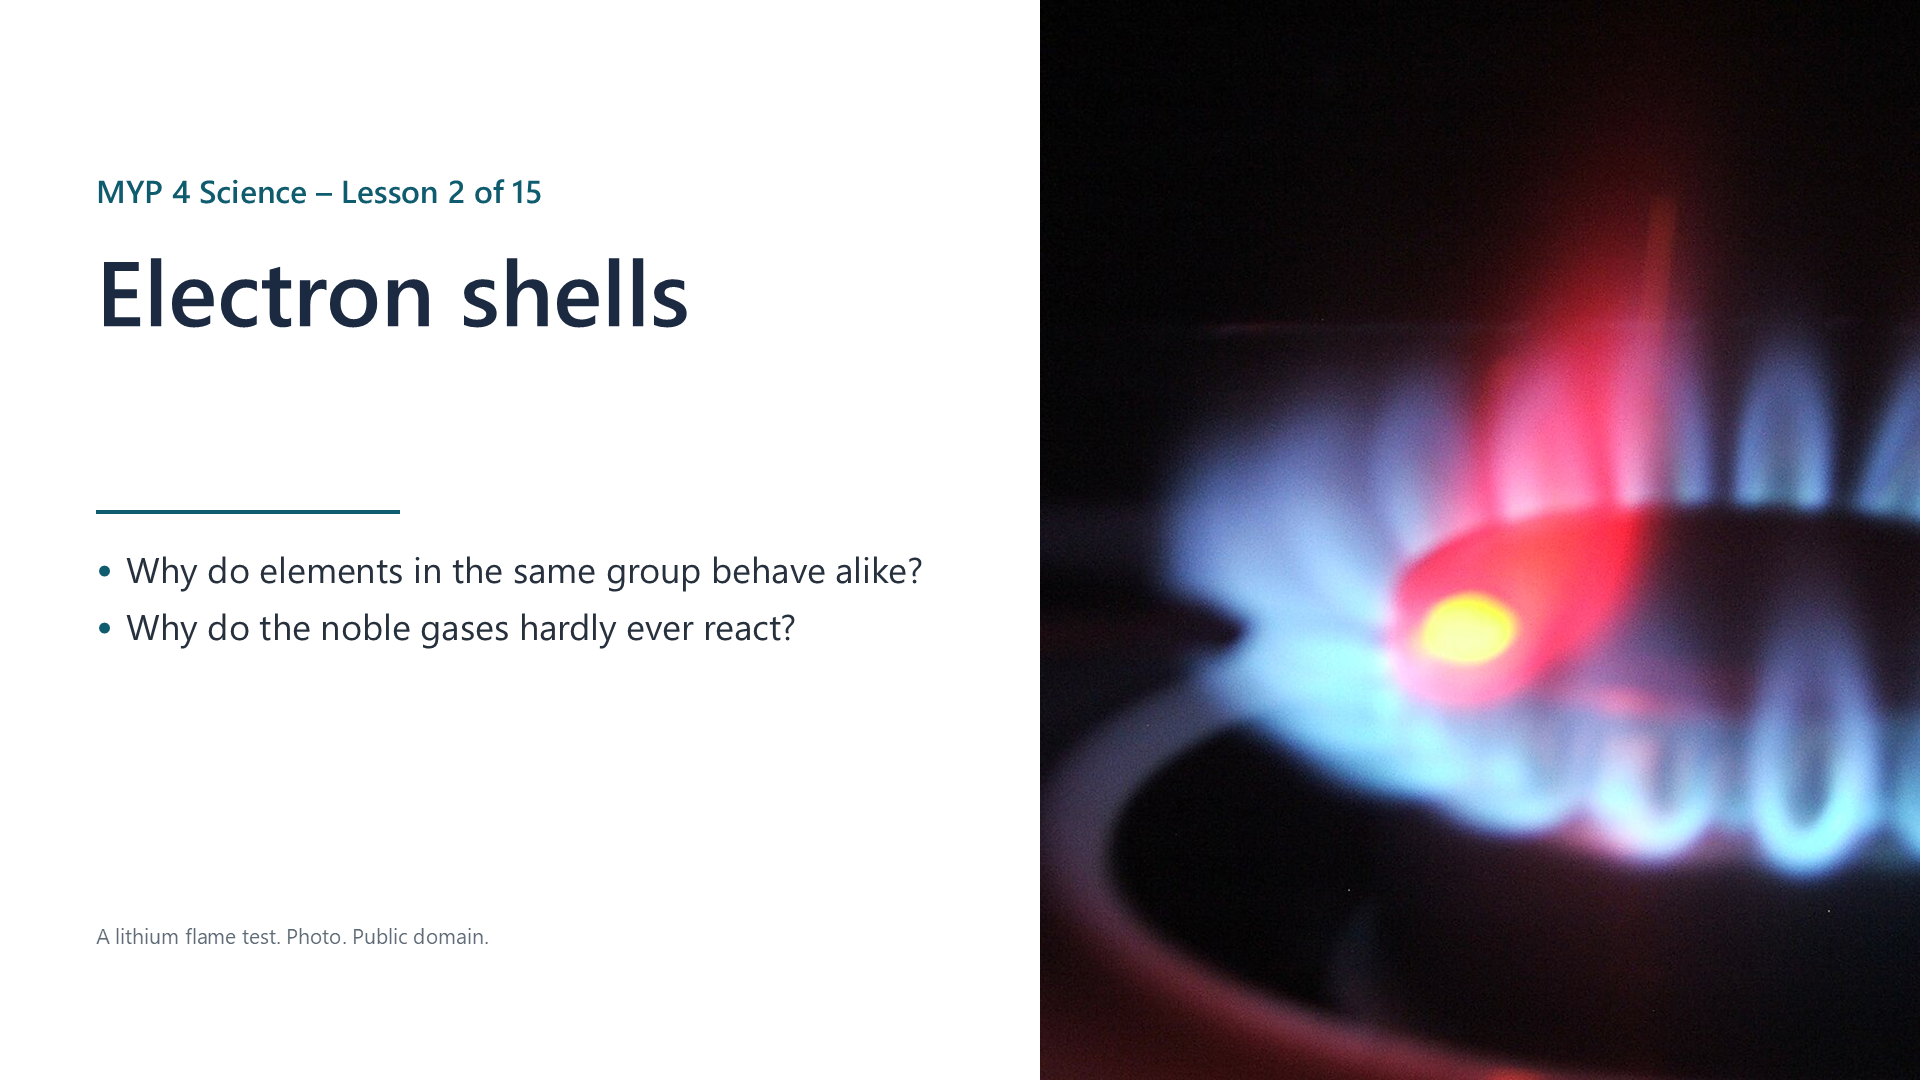 MYP 4 Science – Lesson 2 of 15
Electron shells
• Why do elements in the same group behave alike?
• Why do the noble gases hardly ever react?
A lithium flame test. Photo. Public domain.